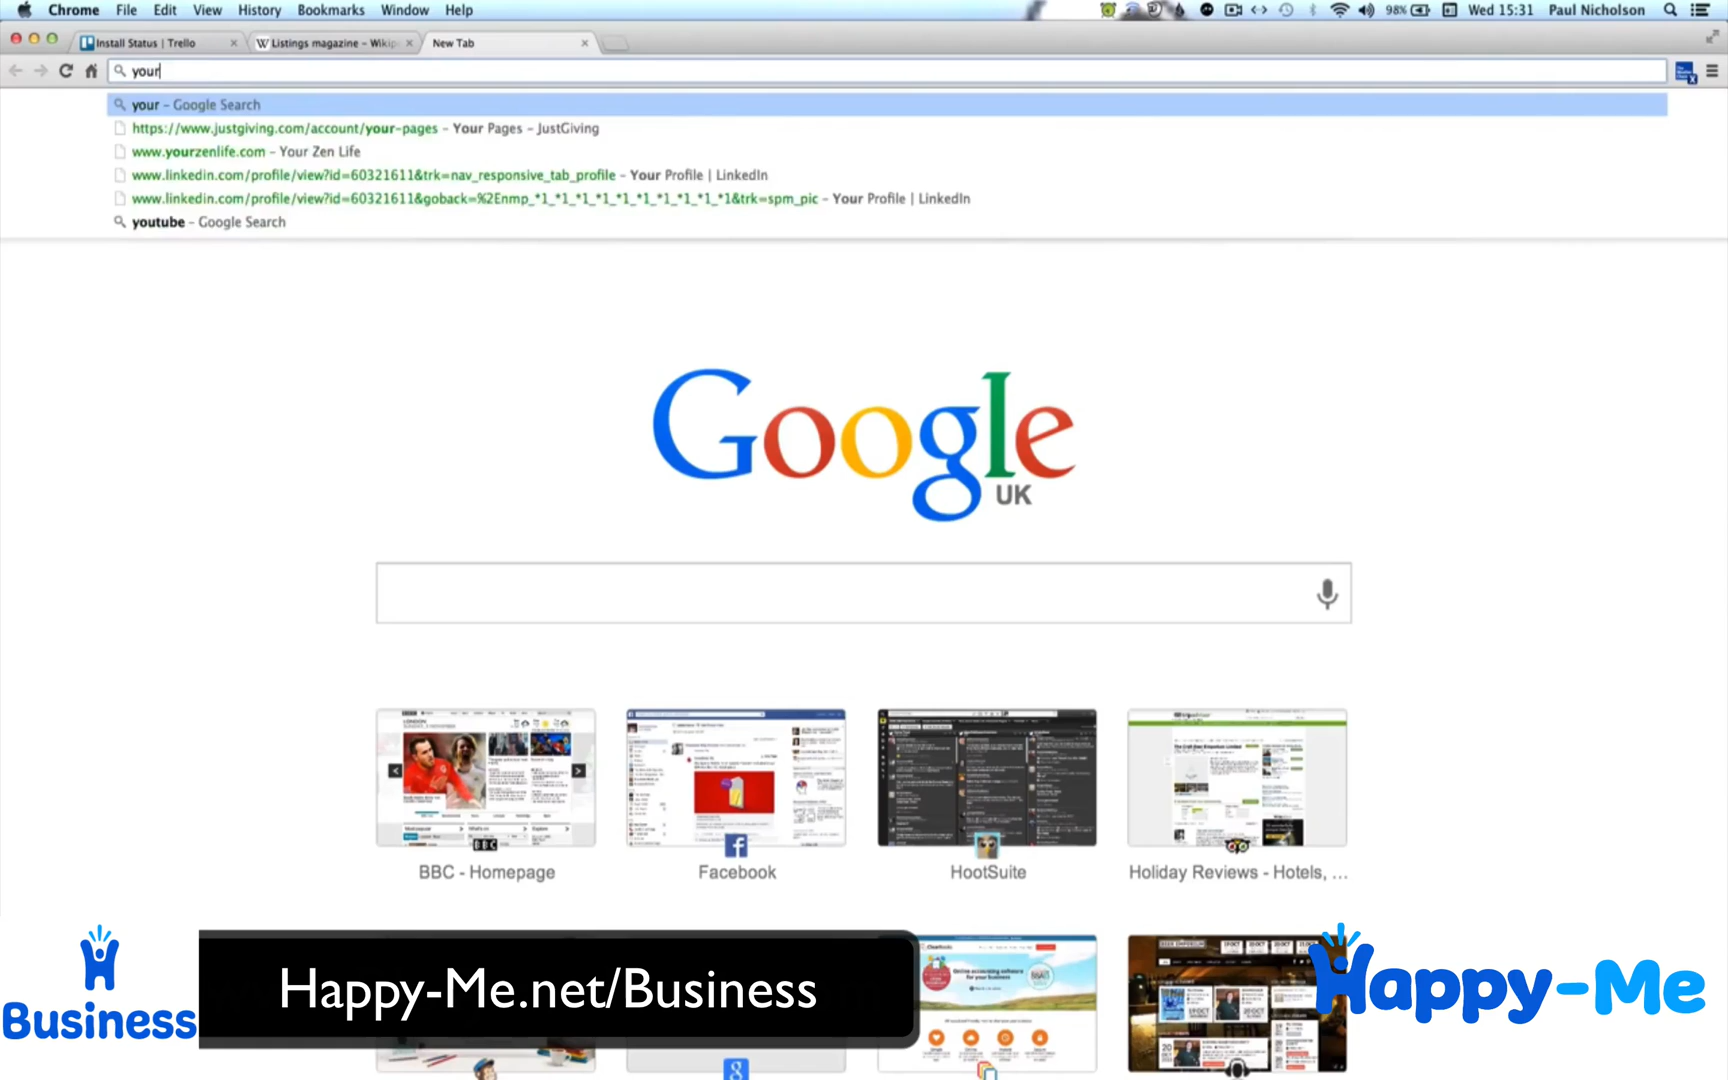 Chrome File Edit View History Bookmarks Window Help 98% Wed 15:31 Paul Nicholson
Install Status | Trello Listings magazine – Wikip New Tab
your
your – Google Search
https://www.justgiving.com/account/your-pages – Your Pages – JustGiving
www.yourzenlife.com – Your Zen Life
www.linkedin.com/profile/view?id=60321611&trk=nav_responsive_tab_profile – Your Profile | LinkedIn
www.linkedin.com/profile/view?id=60321611&goback=%2Enmp_*1_*1_*1_*1_*1_*1_*1_*1_*1_*1&trk=spm_pic – Your Profile | LinkedIn
youtube – Google Search
Google
UK
BBC
BBC - Homepage Facebook HootSuite Holiday Reviews - Hotels, ...
Happy-Me.net/Business
Business
Happy-Me